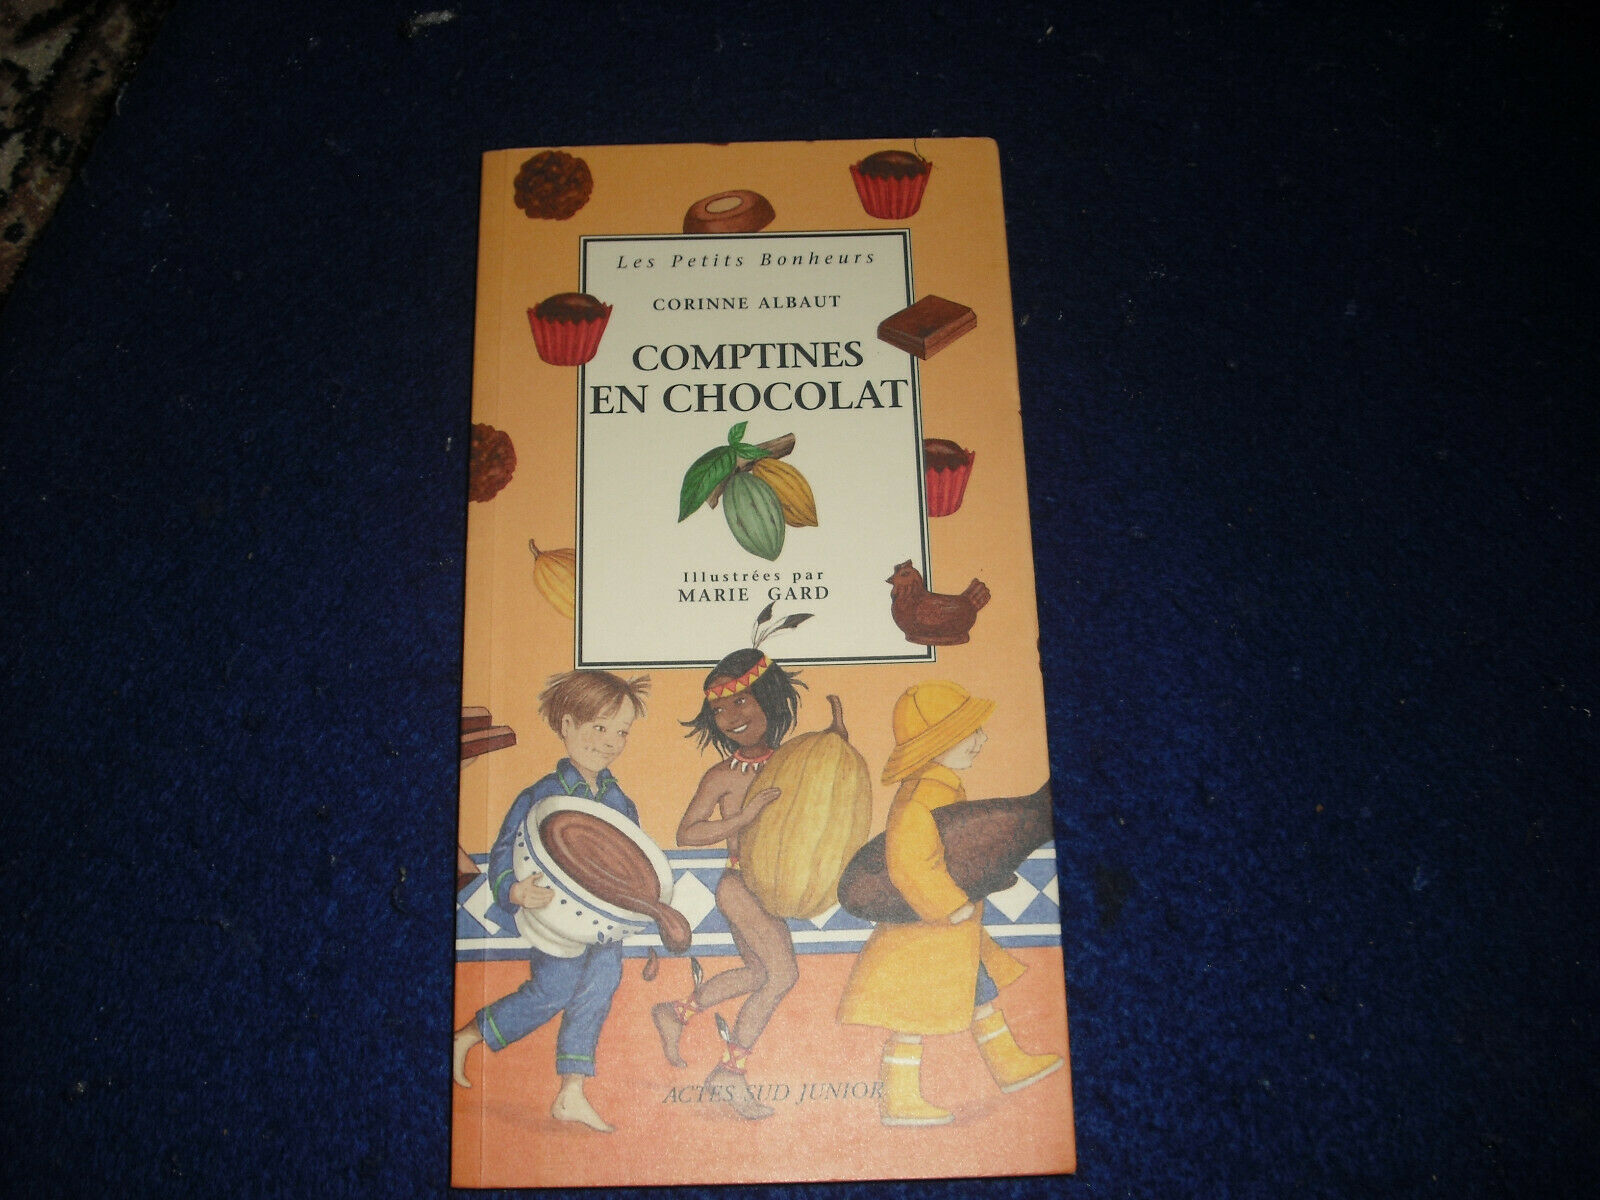 Les Petits Bonheurs
CORINNE ALBAUT
COMPTINES
EN CHOCOLAT
Illustrées par
MARIE GARD
ACTES SUD JUNIOR